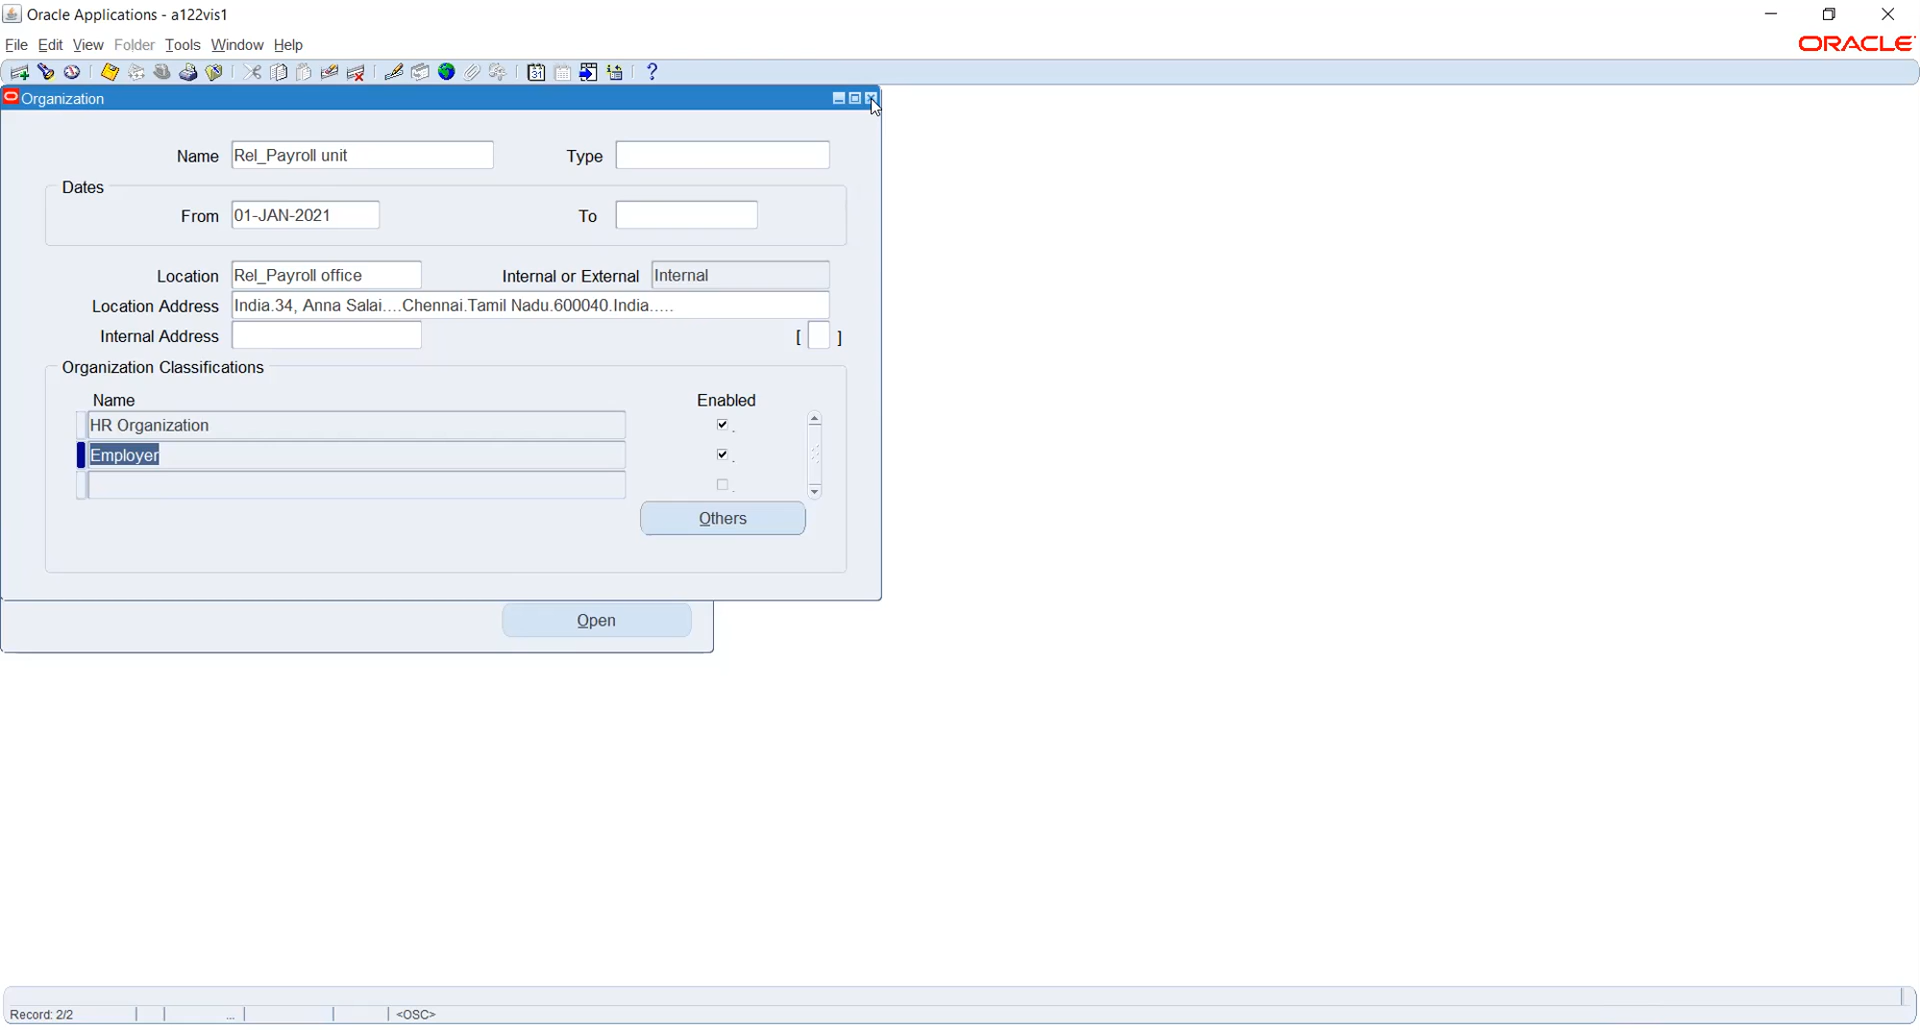 Oracle Applications - a122vis1
File Edit View Folder Tools Window Help
ORACLE
Organization
Name Rel_Payroll unit Type
Dates
From 01-JAN-2021 To
Location Rel_Payroll office Internal or External Internal
Location Address India.34, Anna Salai....Chennai.Tamil Nadu.600040.India.....
Internal Address [ ]
Organization Classifications
Name Enabled
HR Organization
Employer
Others
Open
Record: 2/2 ... <OSC>